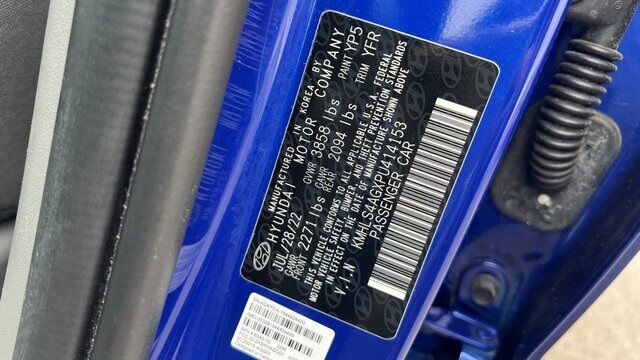 MANUFACTURED IN KOREA BY
HYUNDAI MOTOR COMPANY
JUL/28/22 GVWR 3858 lbs PAINT YP5
GAWR FRONT 2271 lbs GAWR REAR 2094 lbs TRIM YFR
THIS VEHICLE CONFORMS TO ALL APPLICABLE U.S.A. FEDERAL
MOTOR VEHICLE SAFETY, BUMPER, AND THEFT PREVENTION STANDARDS
IN EFFECT ON THE DATE OF MANUFACTURE SHOWN ABOVE
V.I.N KMHLS4AGXPU414153
PASSENGER CAR